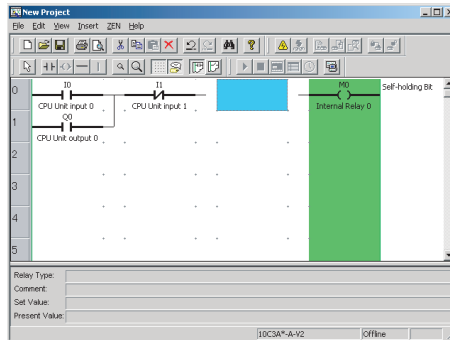 New Project
File Edit View Insert ZEN Help
0
I0
I1
M0
Self-holding Bit
CPU Unit input 0
CPU Unit input 1
Internal Relay 0
1
Q0
CPU Unit output 0
2
3
4
5
Relay Type:
Comment:
Set Value:
Present Value:
10C3A*-A-V2
Offline